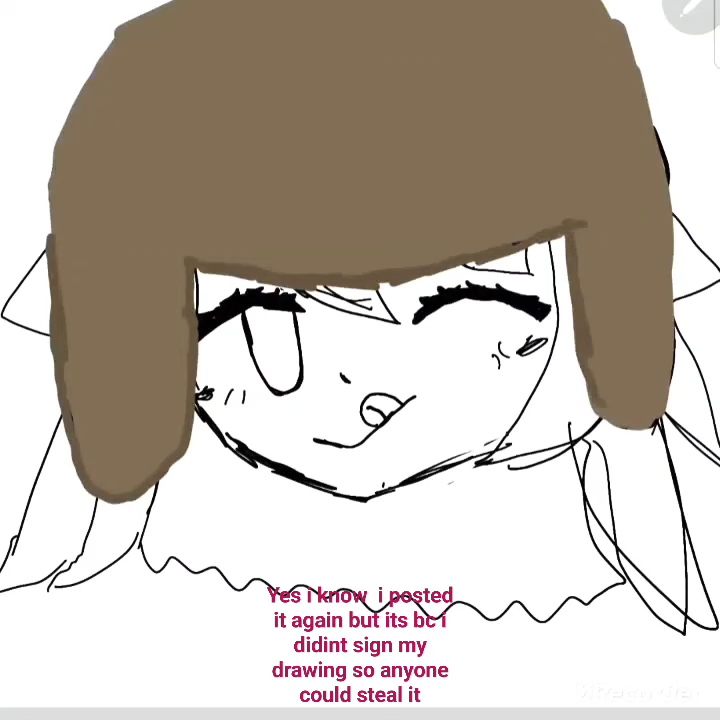 Yes i know i posted
it again but its bc i
didint sign my
drawing so anyone
could steal it